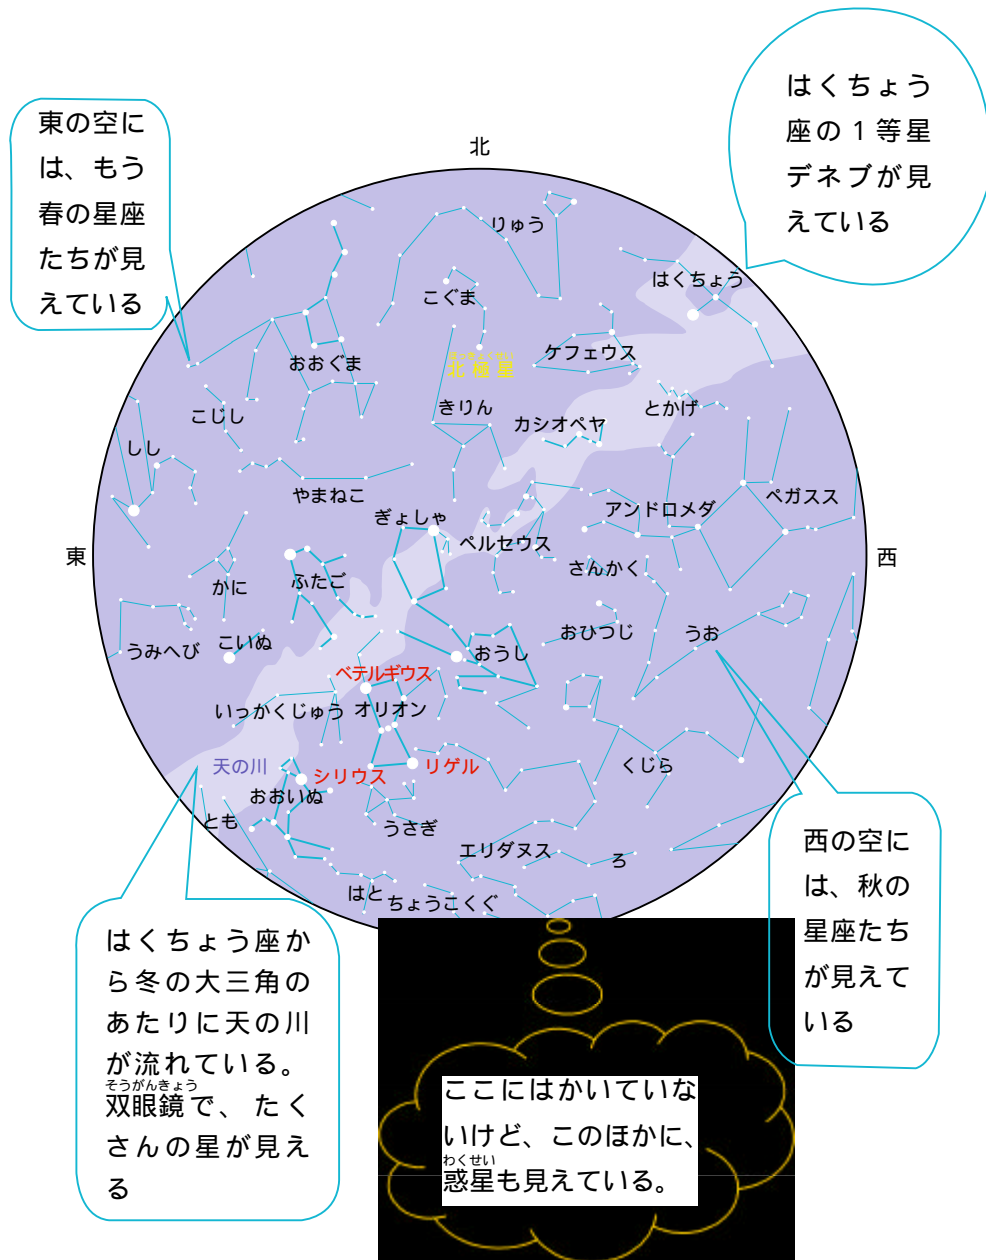 はくちょう
座の1等星
デネブが見
えている
東の空に
は、もう
春の星座
たちが見
えている
北
りゅう
はくちょう
こぐま
ケフェウス
おおぐま
ほっきょくせい
北極星
こじし
きりん
カシオペヤ
とかげ
しし
やまねこ
ぎょしゃ
アンドロメダ
ペガスス
ペルセウス
東
西
かに
ふたご
さんかく
うみへび
こいぬ
おひつじ
うお
おうし
ベテルギウス
いっかくじゅう
オリオン
天の川
シリウス
リゲル
くじら
おおいぬ
とも
うさぎ
エリダヌス
ろ
はと
ちょうこくぐ
西の空に
は、秋の
星座たち
が見えて
いる
はくちょう座か
ら冬の大三角の
あたりに天の川
が流れている。
そうがんきょう
双眼鏡で、たく
さんの星が見え
る
ここにはかいていな
いけど、このほかに、
わくせい
惑星も見えている。